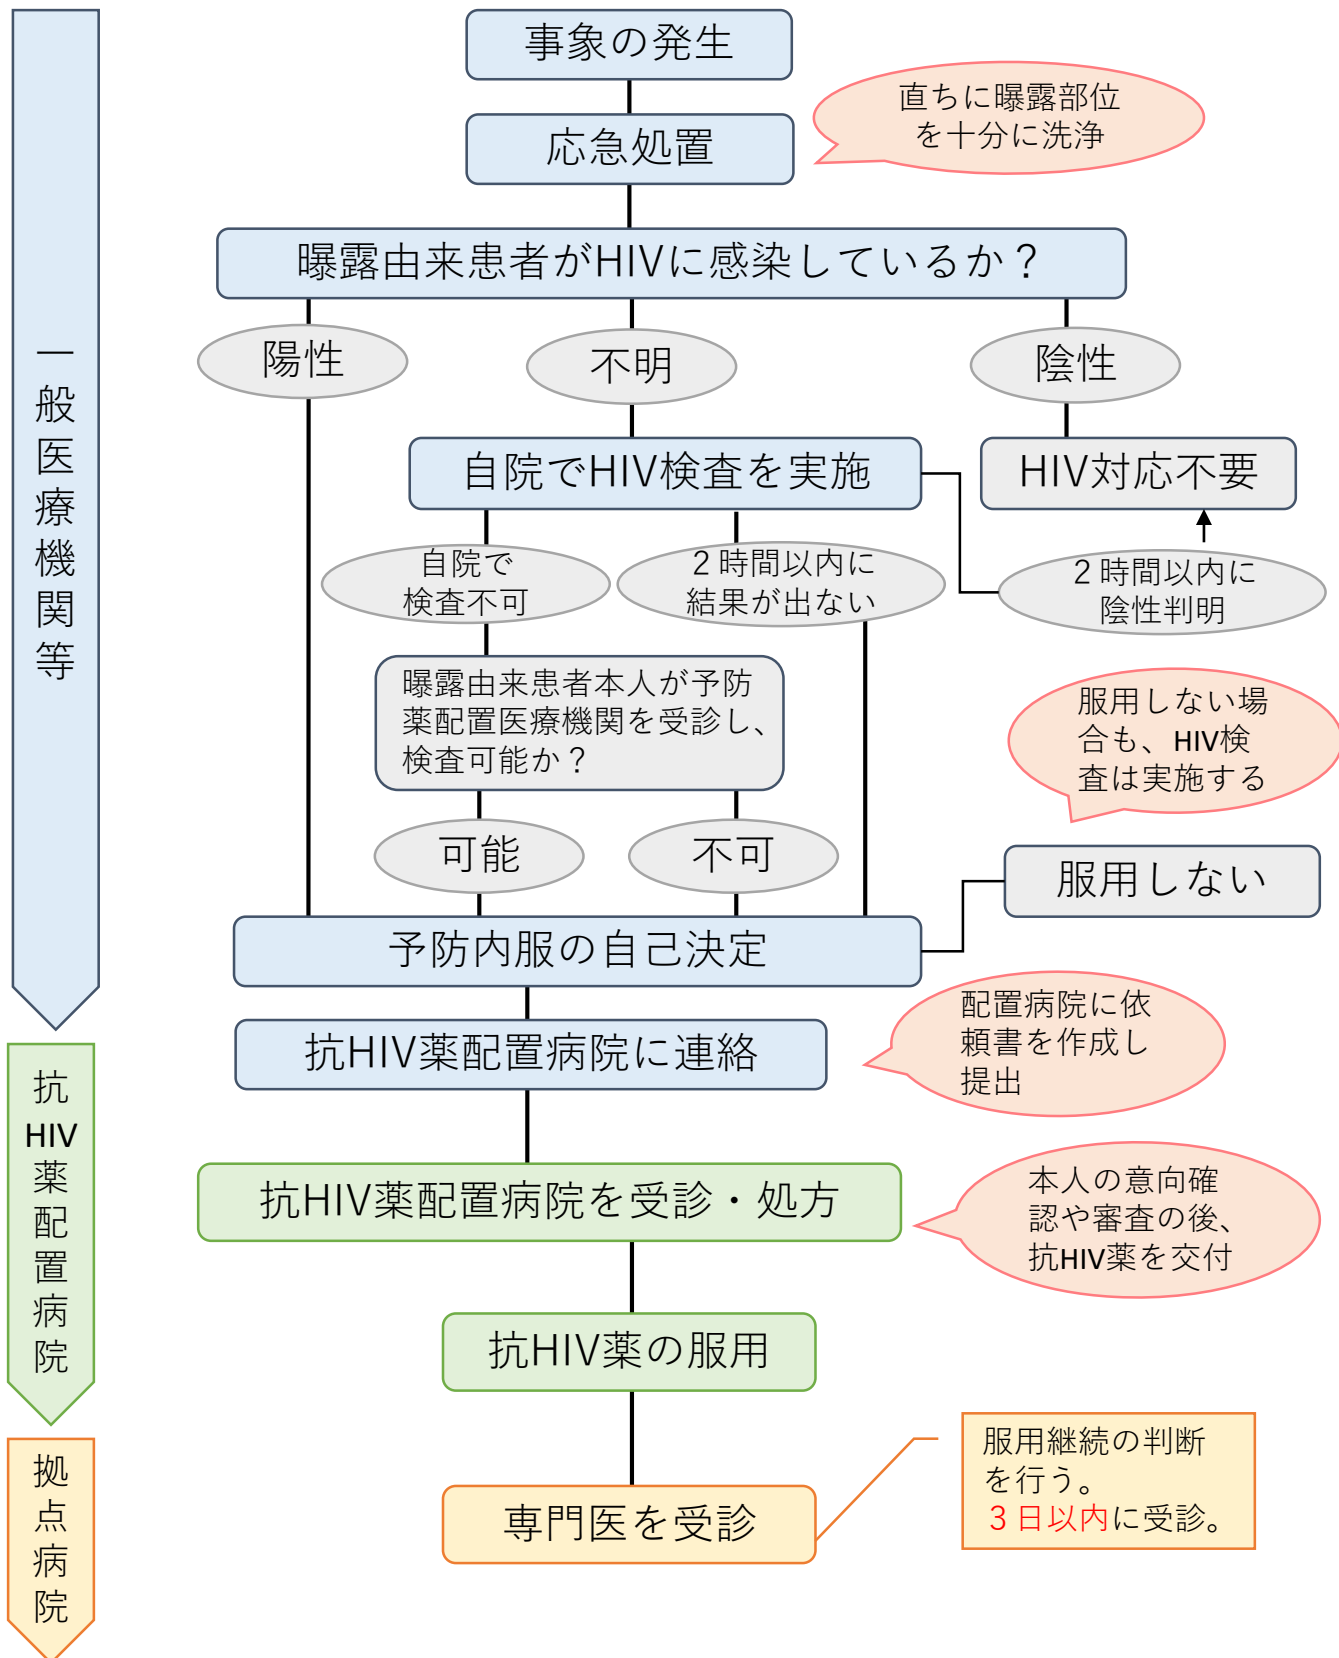 事象の発生
応急処置
直ちに曝露部位
を十分に洗浄
曝露由来患者がHIVに感染しているか？
陽性
不明
陰性
自院でHIV検査を実施
HIV対応不要
自院で
検査不可
２時間以内に
結果が出ない
２時間以内に
陰性判明
曝露由来患者本人が予防
薬配置医療機関を受診し、
検査可能か？
服用しない場
合も、HIV検
査は実施する
可能
不可
服用しない
予防内服の自己決定
抗HIV薬配置病院に連絡
配置病院に依
頼書を作成し
提出
抗HIV薬配置病院を受診・処方
本人の意向確
認や審査の後、
抗HIV薬を交付
抗HIV薬の服用
専門医を受診
服用継続の判断
を行う。
３日以内に受診。
一般医療機関等
抗HIV薬配置病院
拠点病院